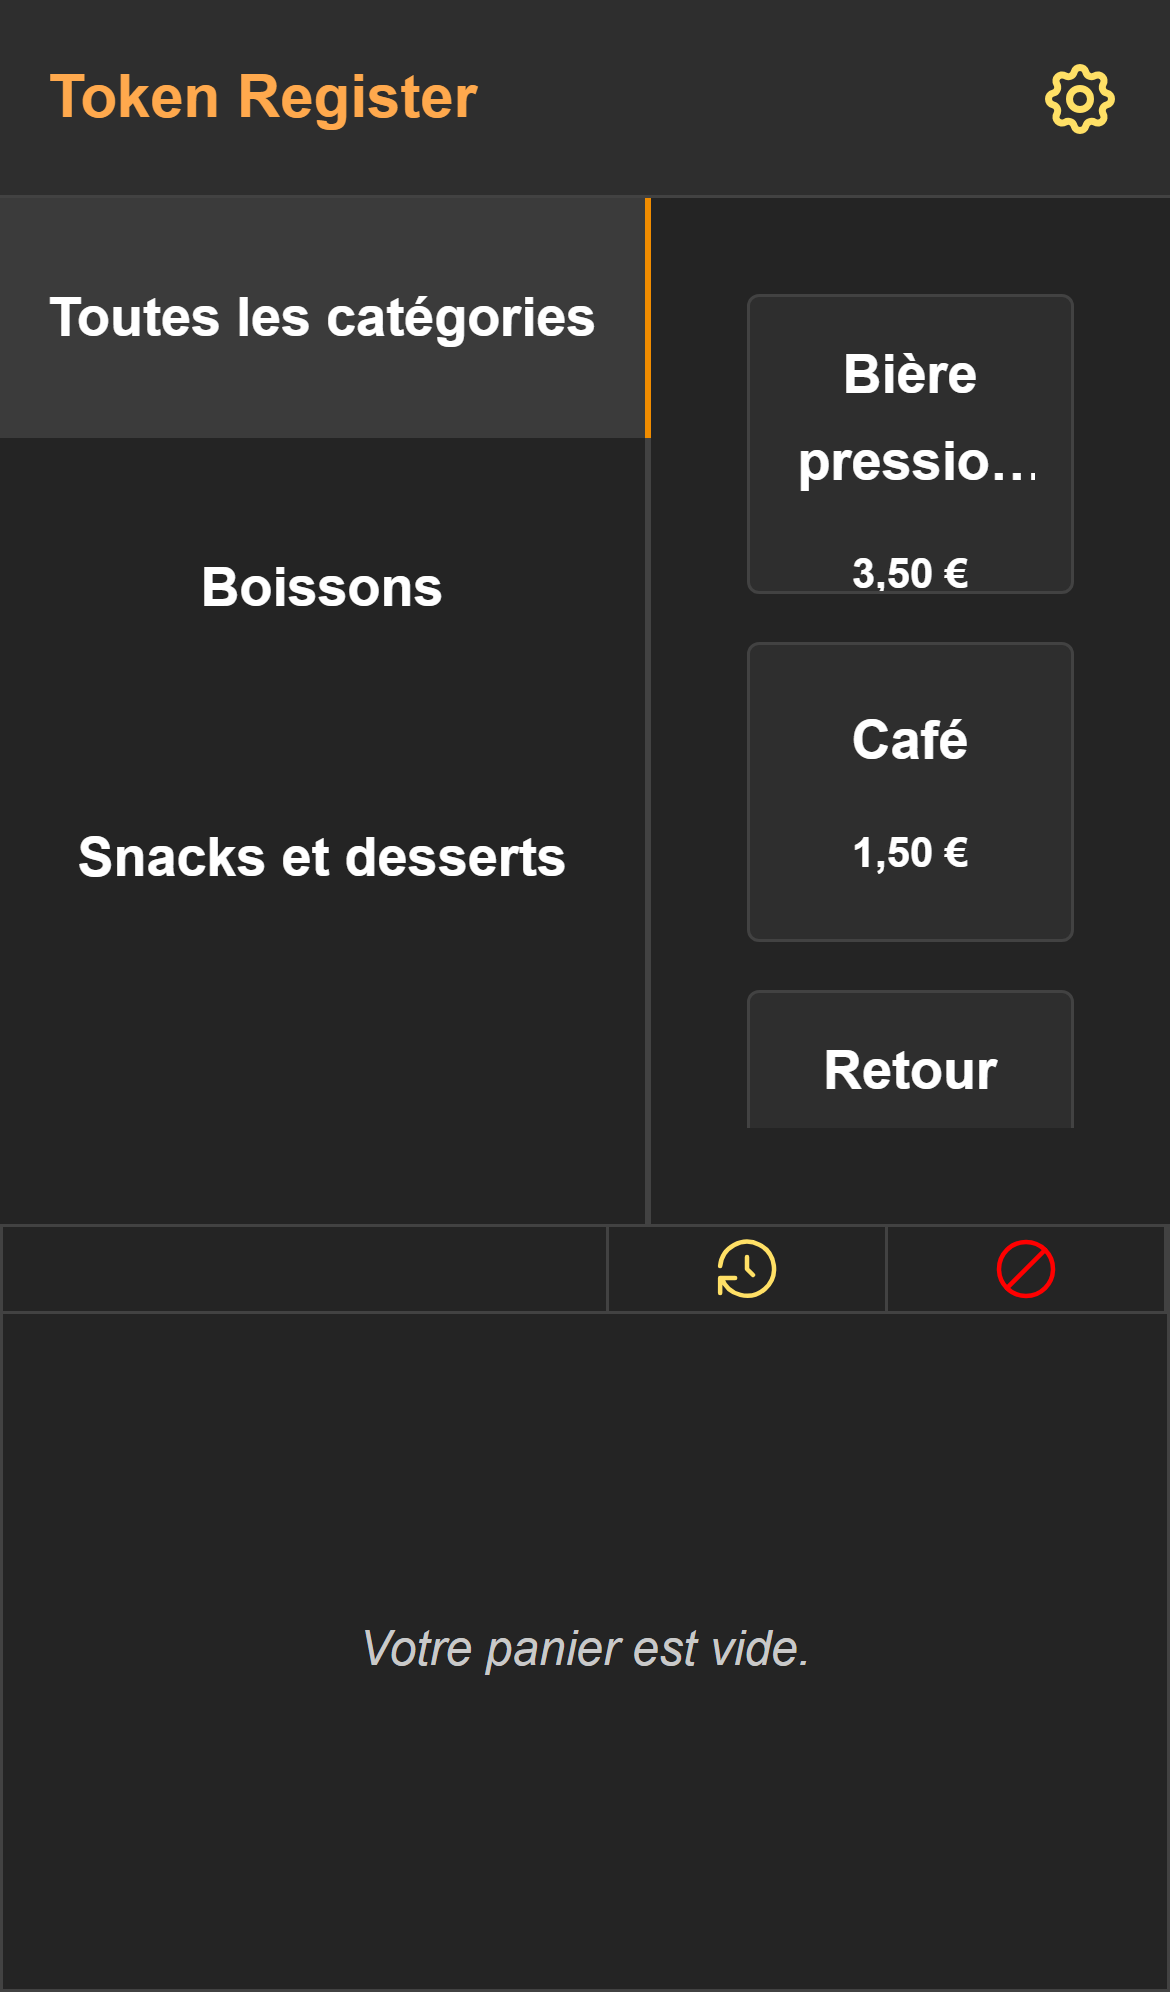 Token Register
Toutes les catégories
Boissons
Snacks et desserts
Bière
pressio…
3,50 €
Café
1,50 €
Retour
Votre panier est vide.